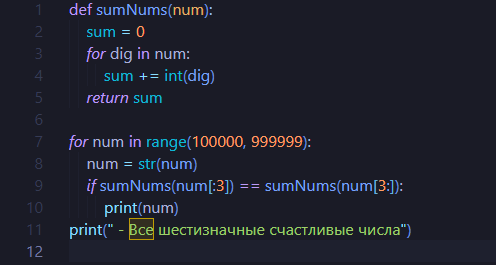 1 def sumNums(num):
2     sum = 0
3     for dig in num:
4         sum += int(dig)
5     return sum
6
7 for num in range(100000, 999999):
8     num = str(num)
9     if sumNums(num[:3]) == sumNums(num[3:]):
10         print(num)
11 print(" - Все шестизначные счастливые числа")
12